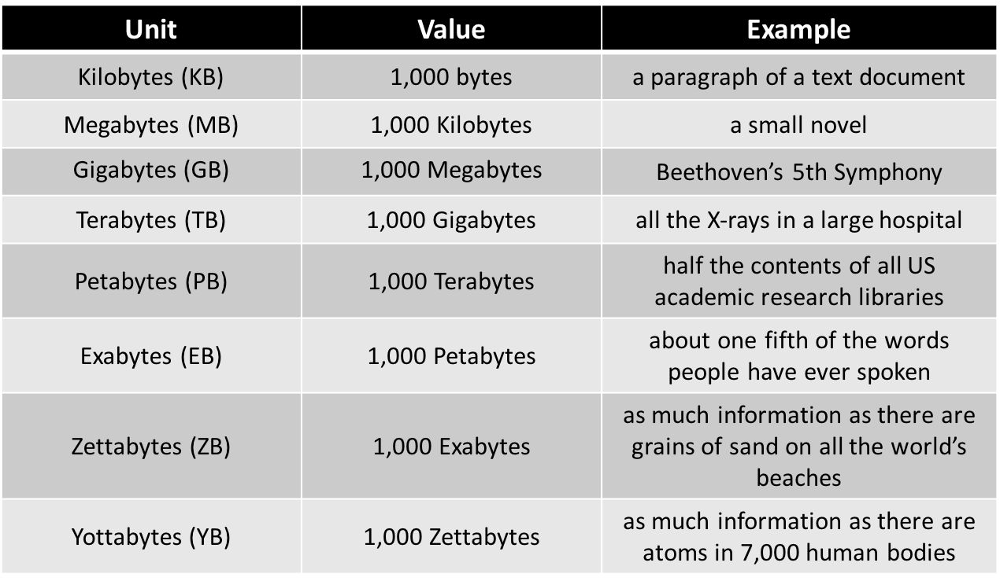 Unit Value Example
Kilobytes (KB) 1,000 bytes a paragraph of a text document
Megabytes (MB) 1,000 Kilobytes a small novel
Gigabytes (GB) 1,000 Megabytes Beethoven’s 5th Symphony
Terabytes (TB) 1,000 Gigabytes all the X-rays in a large hospital
Petabytes (PB) 1,000 Terabytes half the contents of all US
academic research libraries
Exabytes (EB) 1,000 Petabytes about one fifth of the words
people have ever spoken
Zettabytes (ZB) 1,000 Exabytes as much information as there are
grains of sand on all the world’s
beaches
Yottabytes (YB) 1,000 Zettabytes as much information as there are
atoms in 7,000 human bodies